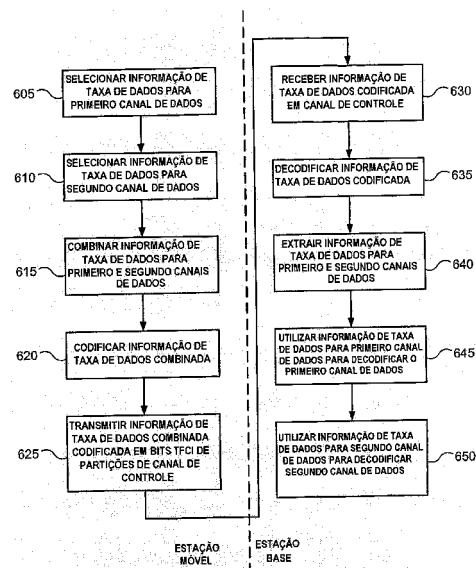 605
SELECIONAR INFORMAÇÃO DE
TAXA DE DADOS PARA
PRIMEIRO CANAL DE DADOS
610
SELECIONAR INFORMAÇÃO DE
TAXA DE DADOS PARA
SEGUNDO CANAL DE DADOS
615
COMBINAR INFORMAÇÃO DE
TAXA DE DADOS PARA
PRIMEIRO E SEGUNDO CANAIS
DE DADOS
620
CODIFICAR INFORMAÇÃO DE
TAXA DE DADOS COMBINADA
625
TRANSMITIR INFORMAÇÃO DE
TAXA DE DADOS COMBINADA
CODIFICADA EM BITS TFCI DE
PARTIÇÕES DE CANAL DE
CONTROLE
ESTAÇÃO
MÓVEL
RECEBER INFORMAÇÃO DE
TAXA DE DADOS CODIFICADA
EM CANAL DE CONTROLE
630
DECODIFICAR INFORMAÇÃO DE
TAXA DE DADOS CODIFICADA
635
EXTRAIR INFORMAÇÃO DE
TAXA DE DADOS PARA
PRIMEIRO E SEGUNDO CANAIS
DE DADOS
640
UTILIZAR INFORMAÇÃO DE TAXA
DE DADOS PARA PRIMEIRO CANAL
DE DADOS PARA DECODIFICAR O
PRIMEIRO CANAL DE DADOS
645
UTILIZAR INFORMAÇÃO DE TAXA
DE DADOS PARA SEGUNDO CANAL
DE DADOS PARA DECODIFICAR
SEGUNDO CANAL DE DADOS
650
ESTAÇÃO
BASE